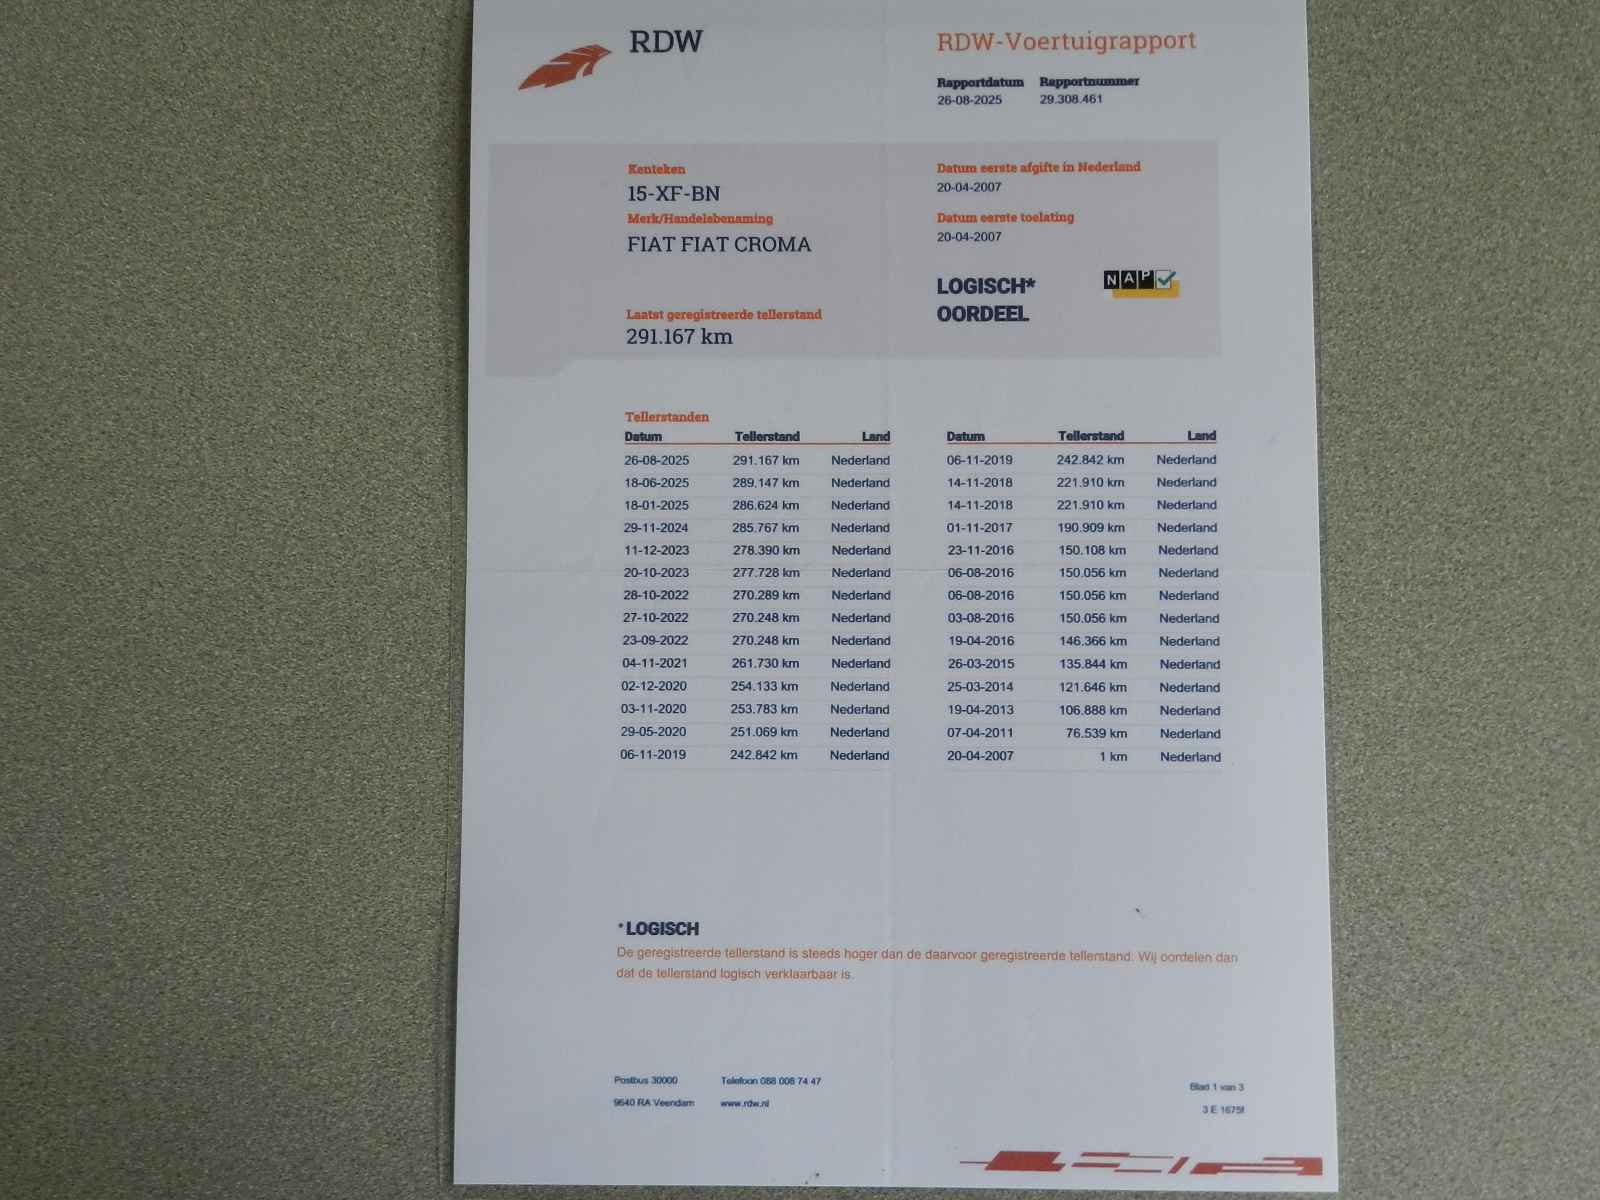 RDW
RDW-Voertuigrapport
Rapportdatum Rapportnummer
26-08-2025 29.308.461
Kenteken
15-XF-BN
Merk/Handelsbenaming
FIAT FIAT CROMA
Laatst geregistreerde tellerstand
291.167 km
Datum eerste afgifte in Nederland
20-04-2007
Datum eerste toelating
20-04-2007
LOGISCH*
OORDEEL
NAP
Tellerstanden
Datum Tellerstand Land
26-08-2025 291.167 km Nederland
18-06-2025 289.147 km Nederland
18-01-2025 286.624 km Nederland
29-11-2024 285.767 km Nederland
11-12-2023 278.390 km Nederland
20-10-2023 277.728 km Nederland
28-10-2022 270.289 km Nederland
27-10-2022 270.248 km Nederland
23-09-2022 270.248 km Nederland
04-11-2021 261.730 km Nederland
02-12-2020 254.133 km Nederland
03-11-2020 253.783 km Nederland
29-05-2020 251.069 km Nederland
06-11-2019 242.842 km Nederland
Datum Tellerstand Land
06-11-2019 242.842 km Nederland
14-11-2018 221.910 km Nederland
14-11-2018 221.910 km Nederland
01-11-2017 190.909 km Nederland
23-11-2016 150.108 km Nederland
06-08-2016 150.056 km Nederland
06-08-2016 150.056 km Nederland
03-08-2016 150.056 km Nederland
19-04-2016 146.366 km Nederland
26-03-2015 135.844 km Nederland
25-03-2014 121.646 km Nederland
19-04-2013 106.888 km Nederland
07-04-2011 76.539 km Nederland
20-04-2007 1 km Nederland
* LOGISCH
De geregistreerde tellerstand is steeds hoger dan de daarvoor geregistreerde tellerstand. Wij oordelen dan
dat de tellerstand logisch verklaarbaar is.
Postbus 30000 Telefoon 088 008 74 47
9640 RA Veendam www.rdw.nl
Blad 1 van 3
3 E 1675f